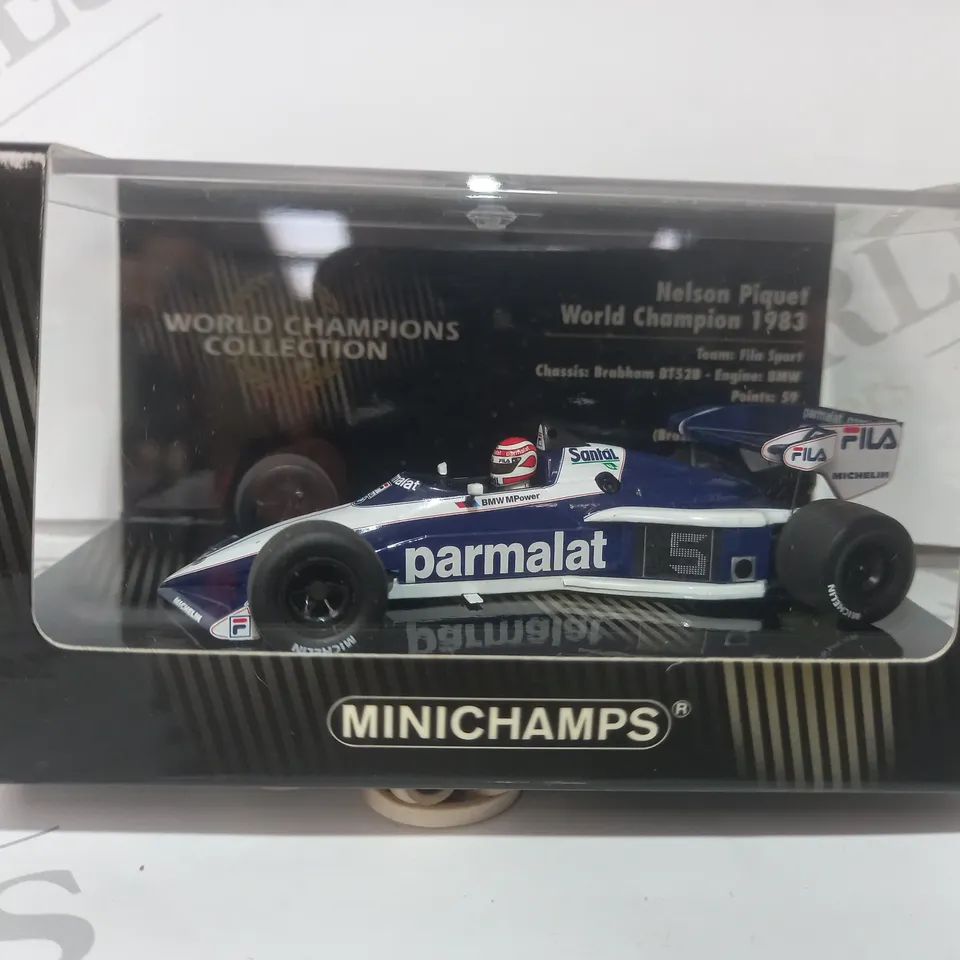 WORLD CHAMPIONS
COLLECTION
Nelson Piquet
World Champion 1983
Team: Fila Sport
Chassis: Brabham BT52B - Engine: BMW
Points: 59
parmalat
FILA
FILA
MICHELIN
Santal
BMW M Power
parmalat
5
MICHELIN
F
MICHELIN
MICHELIN
MINICHAMPS®